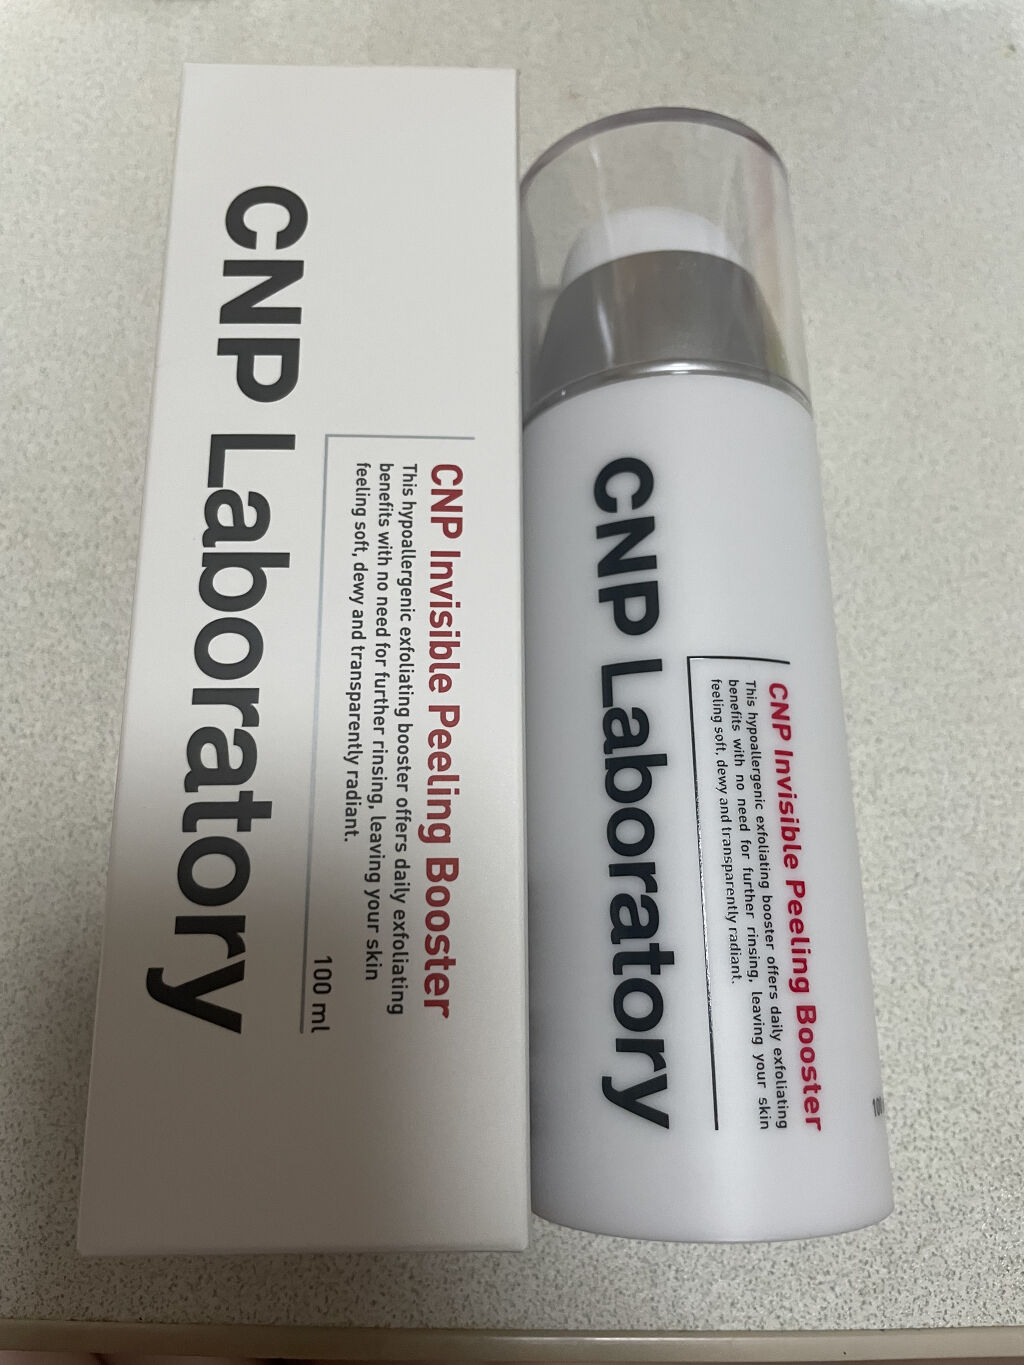 CNP Laboratory
CNP Invisible Peeling Booster
This hypoallergenic exfoliating booster offers daily exfoliating
benefits with no need for further rinsing, leaving your skin
feeling soft, dewy and transparently radiant.
100 ml
CNP Laboratory
CNP Invisible Peeling Booster
This hypoallergenic exfoliating booster offers daily exfoliating
benefits with no need for further rinsing, leaving your skin
feeling soft, dewy and transparently radiant.